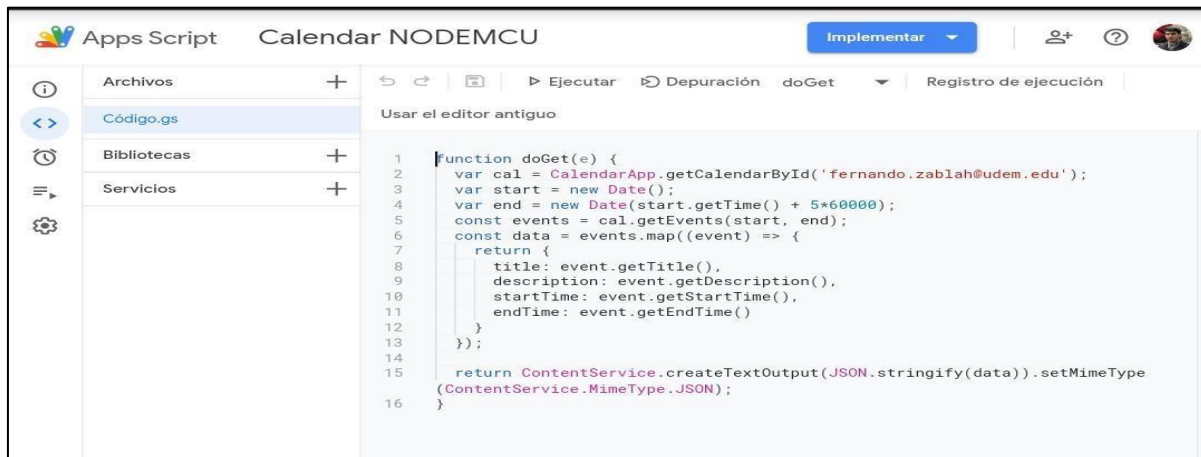 Apps Script Calendar NODEMCU Implementar
Archivos Ejecutar Depuración doGet Registro de ejecución
Código.gs Usar el editor antiguo
Bibliotecas
Servicios
1 function doGet(e) {
2 var cal = CalendarApp.getCalendarById('fernando.zablah@udem.edu');
3 var start = new Date();
4 var end = new Date(start.getTime() + 5*60000);
5 const events = cal.getEvents(start, end);
6 const data = events.map((event) => {
7 return {
8 title: event.getTitle(),
9 description: event.getDescription(),
10 startTime: event.getStartTime(),
11 endTime: event.getEndTime()
12 }
13 });
14
15 return ContentService.createTextOutput(JSON.stringify(data)).setMimeType
(ContentService.MimeType.JSON);
16 }